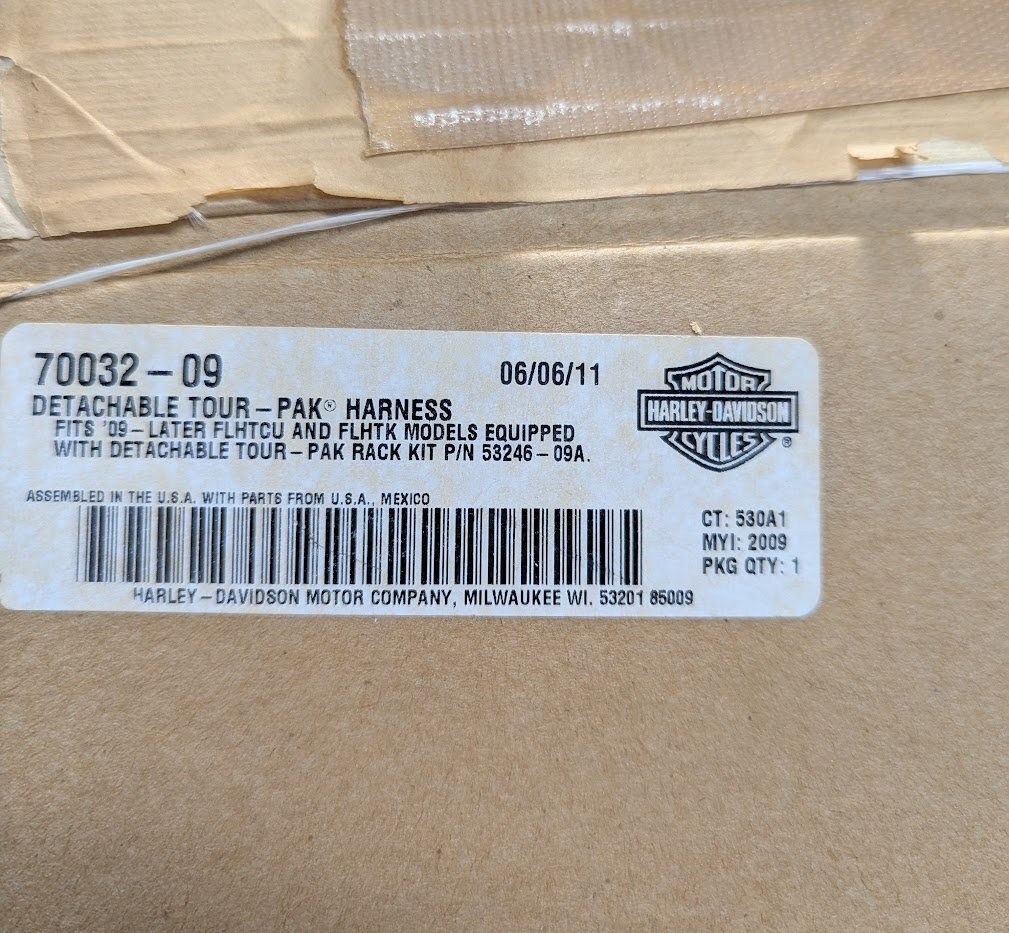 70032-09
06/06/11
DETACHABLE TOUR-PAK® HARNESS
FITS '09-LATER FLHTCU AND FLHTK MODELS EQUIPPED
WITH DETACHABLE TOUR-PAK RACK KIT P/N 53246-09A.
MOTOR
HARLEY-DAVIDSON
CYCLES®
ASSEMBLED IN THE U.S.A. WITH PARTS FROM U.S.A., MEXICO
CT: 530A1
MYI: 2009
PKG QTY: 1
HARLEY-DAVIDSON MOTOR COMPANY, MILWAUKEE WI. 53201 85009